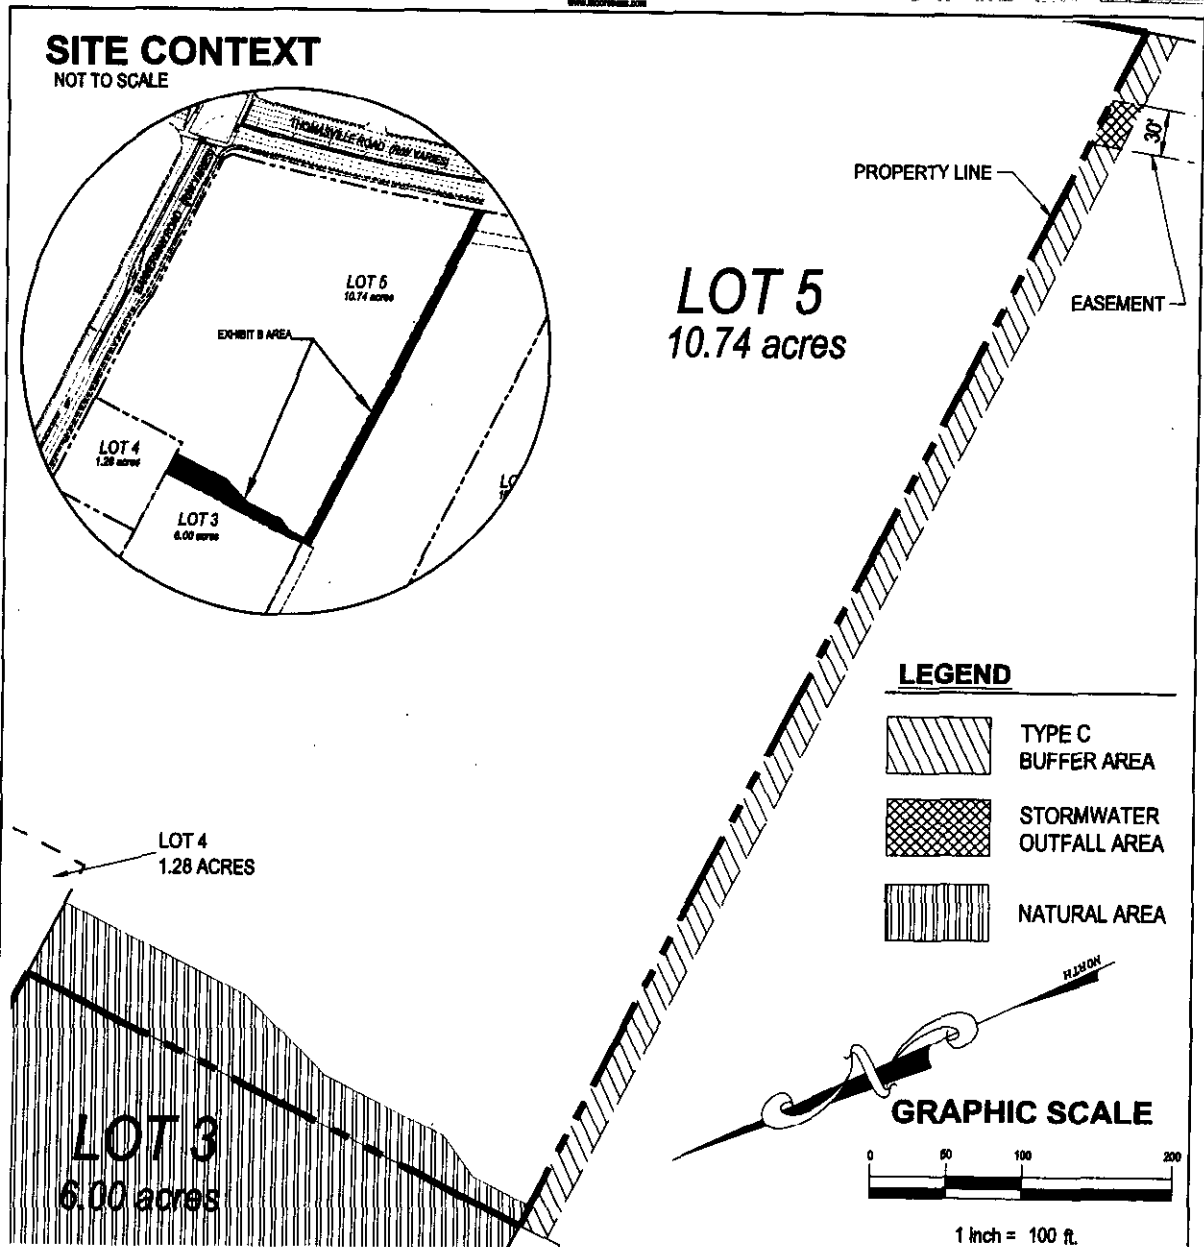 SITE CONTEXT
NOT TO SCALE
THOMASVILLE ROAD (R/W VARIES)
LOT 5
10.74 acres
EXHIBIT B AREA
LOT 4
1.28 acres
LOT 3
6.00 acres
PROPERTY LINE
30'
EASEMENT
LOT 5
10.74 acres
LEGEND
TYPE C
BUFFER AREA
STORMWATER
OUTFALL AREA
NATURAL AREA
LOT 4
1.28 ACRES
NORTH
LOT 3
6.00 acres
GRAPHIC SCALE
0 50 100 200
1 inch = 100 ft.